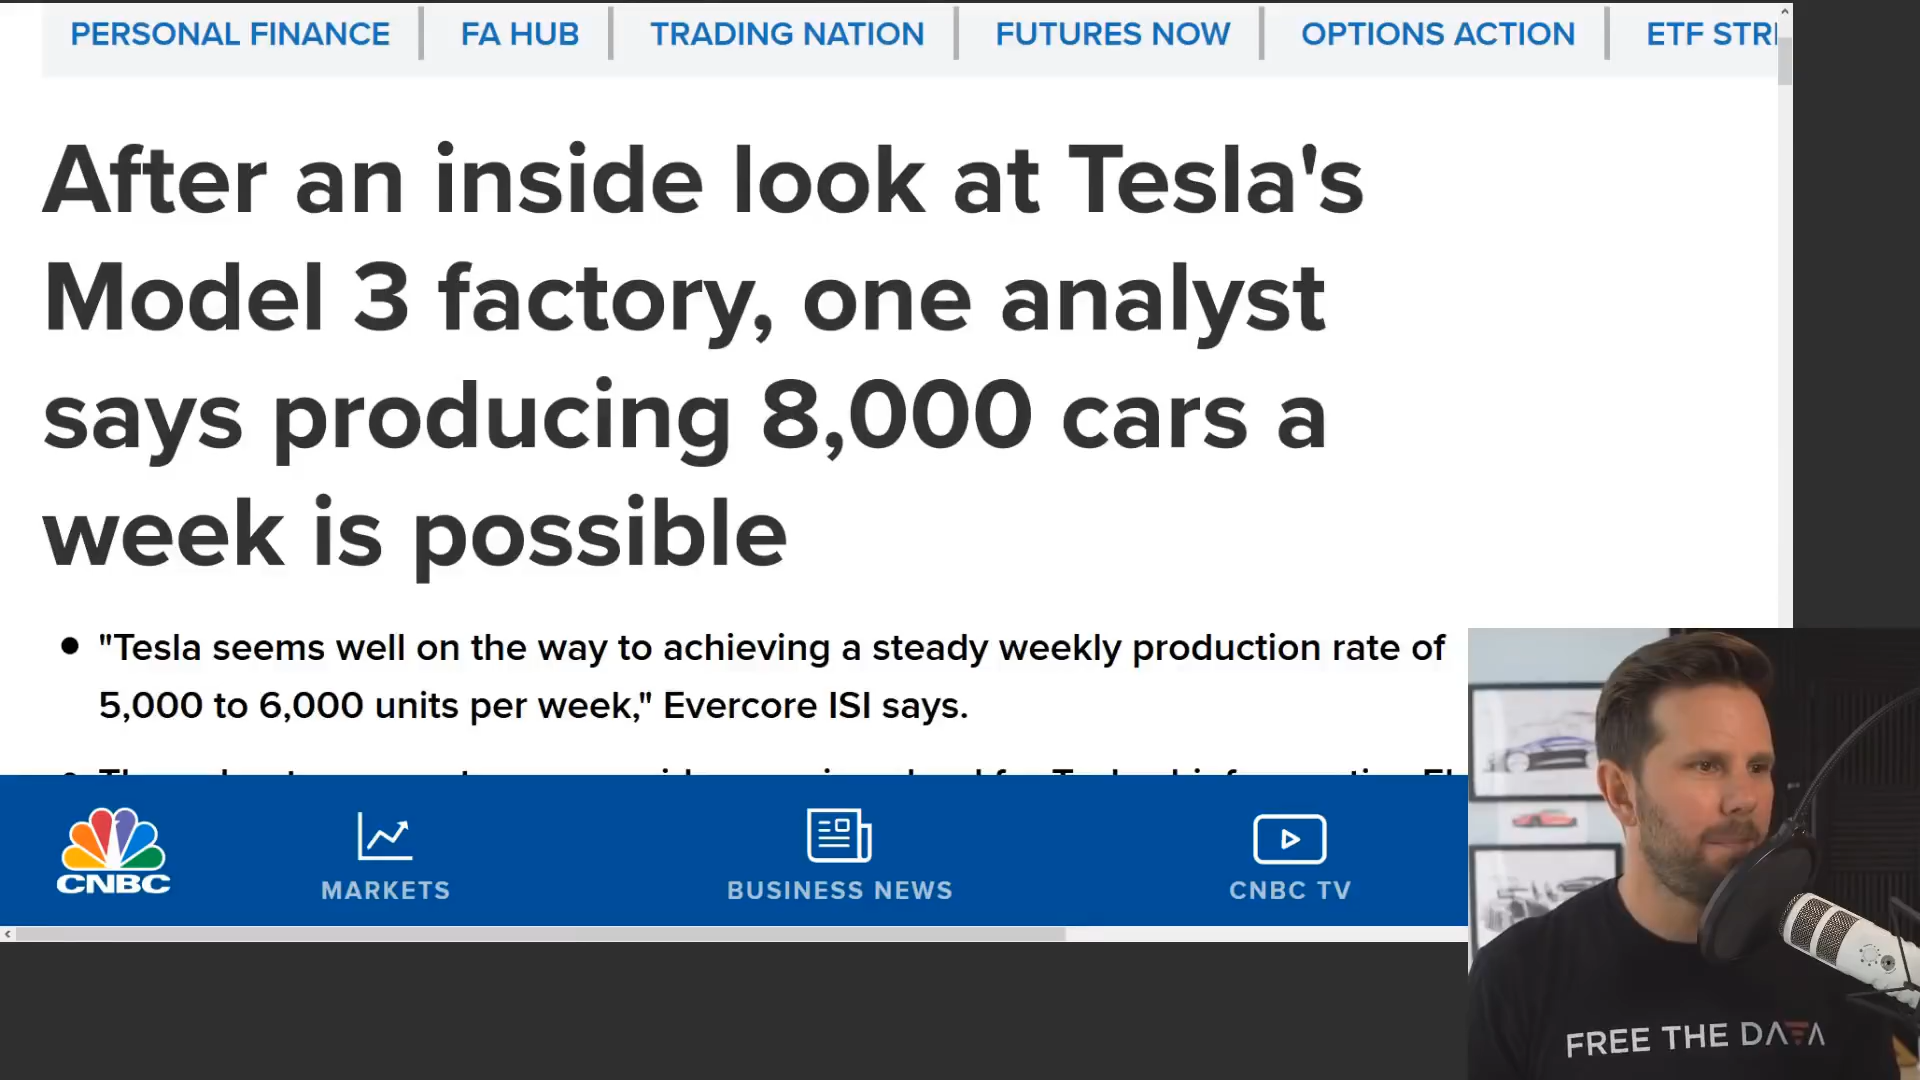 PERSONAL FINANCE FA HUB TRADING NATION FUTURES NOW OPTIONS ACTION ETF STRI
After an inside look at Tesla's
Model 3 factory, one analyst
says producing 8,000 cars a
week is possible
"Tesla seems well on the way to achieving a steady weekly production rate of
5,000 to 6,000 units per week," Evercore ISI says.
CNBC
MARKETS
BUSINESS NEWS
CNBC TV
FREE THE DATA